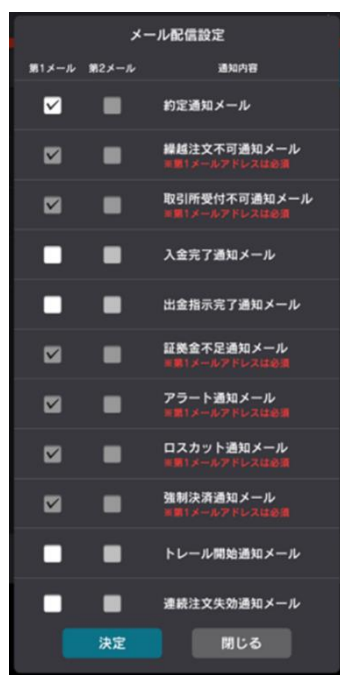 メール配信設定
第1メール 第2メール 通知内容
約定通知メール
繰越注文不可通知メール
※第1メールアドレスは必須
取引所受付不可通知メール
※第1メールアドレスは必須
入金完了通知メール
出金指示完了通知メール
証拠金不足通知メール
※第1メールアドレスは必須
アラート通知メール
※第1メールアドレスは必須
ロスカット通知メール
※第1メールアドレスは必須
強制決済通知メール
※第1メールアドレスは必須
トレール開始通知メール
連続注文失効通知メール
決定 閉じる